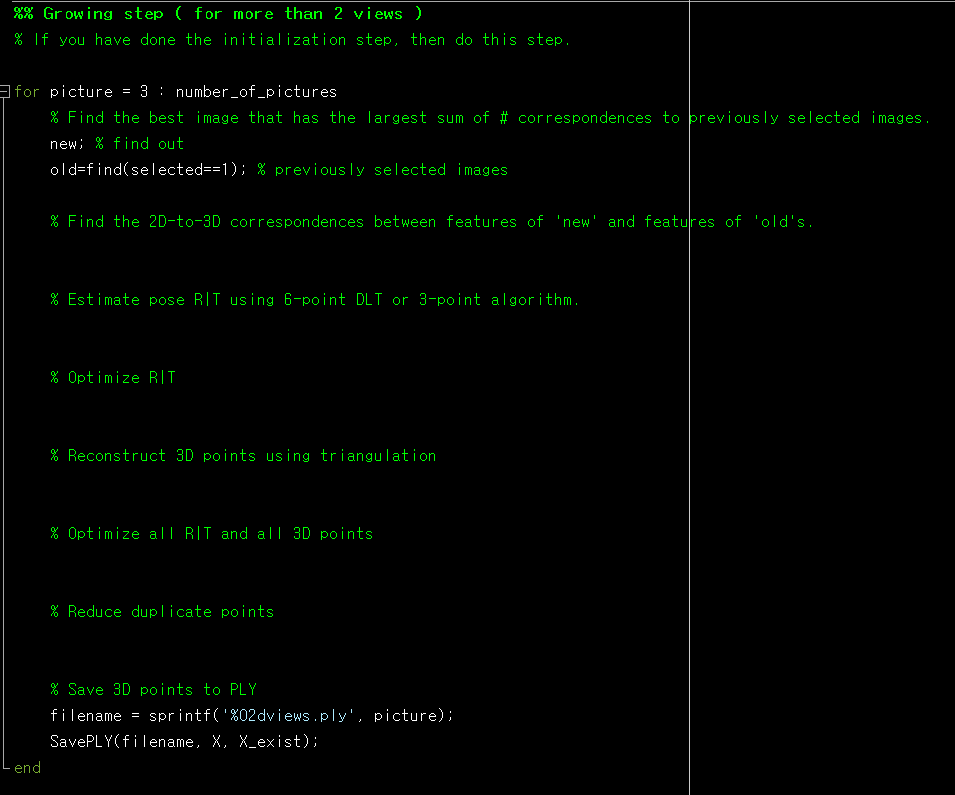 %% Growing step ( for more than 2 views )
% If you have done the initialization step, then do this step.
for picture = 3 : number_of_pictures
% Find the best image that has the largest sum of # correspondences to previously selected images.
new; % find out
old=find(selected==1); % previously selected images
% Find the 2D-to-3D correspondences between features of 'new' and features of 'old's.
% Estimate pose R|T using 6-point DLT or 3-point algorithm.
% Optimize R|T
% Reconstruct 3D points using triangulation
% Optimize all R|T and all 3D points
% Reduce duplicate points
% Save 3D points to PLY
filename = sprintf('%02dviews.ply', picture);
SavePLY(filename, X, X_exist);
end